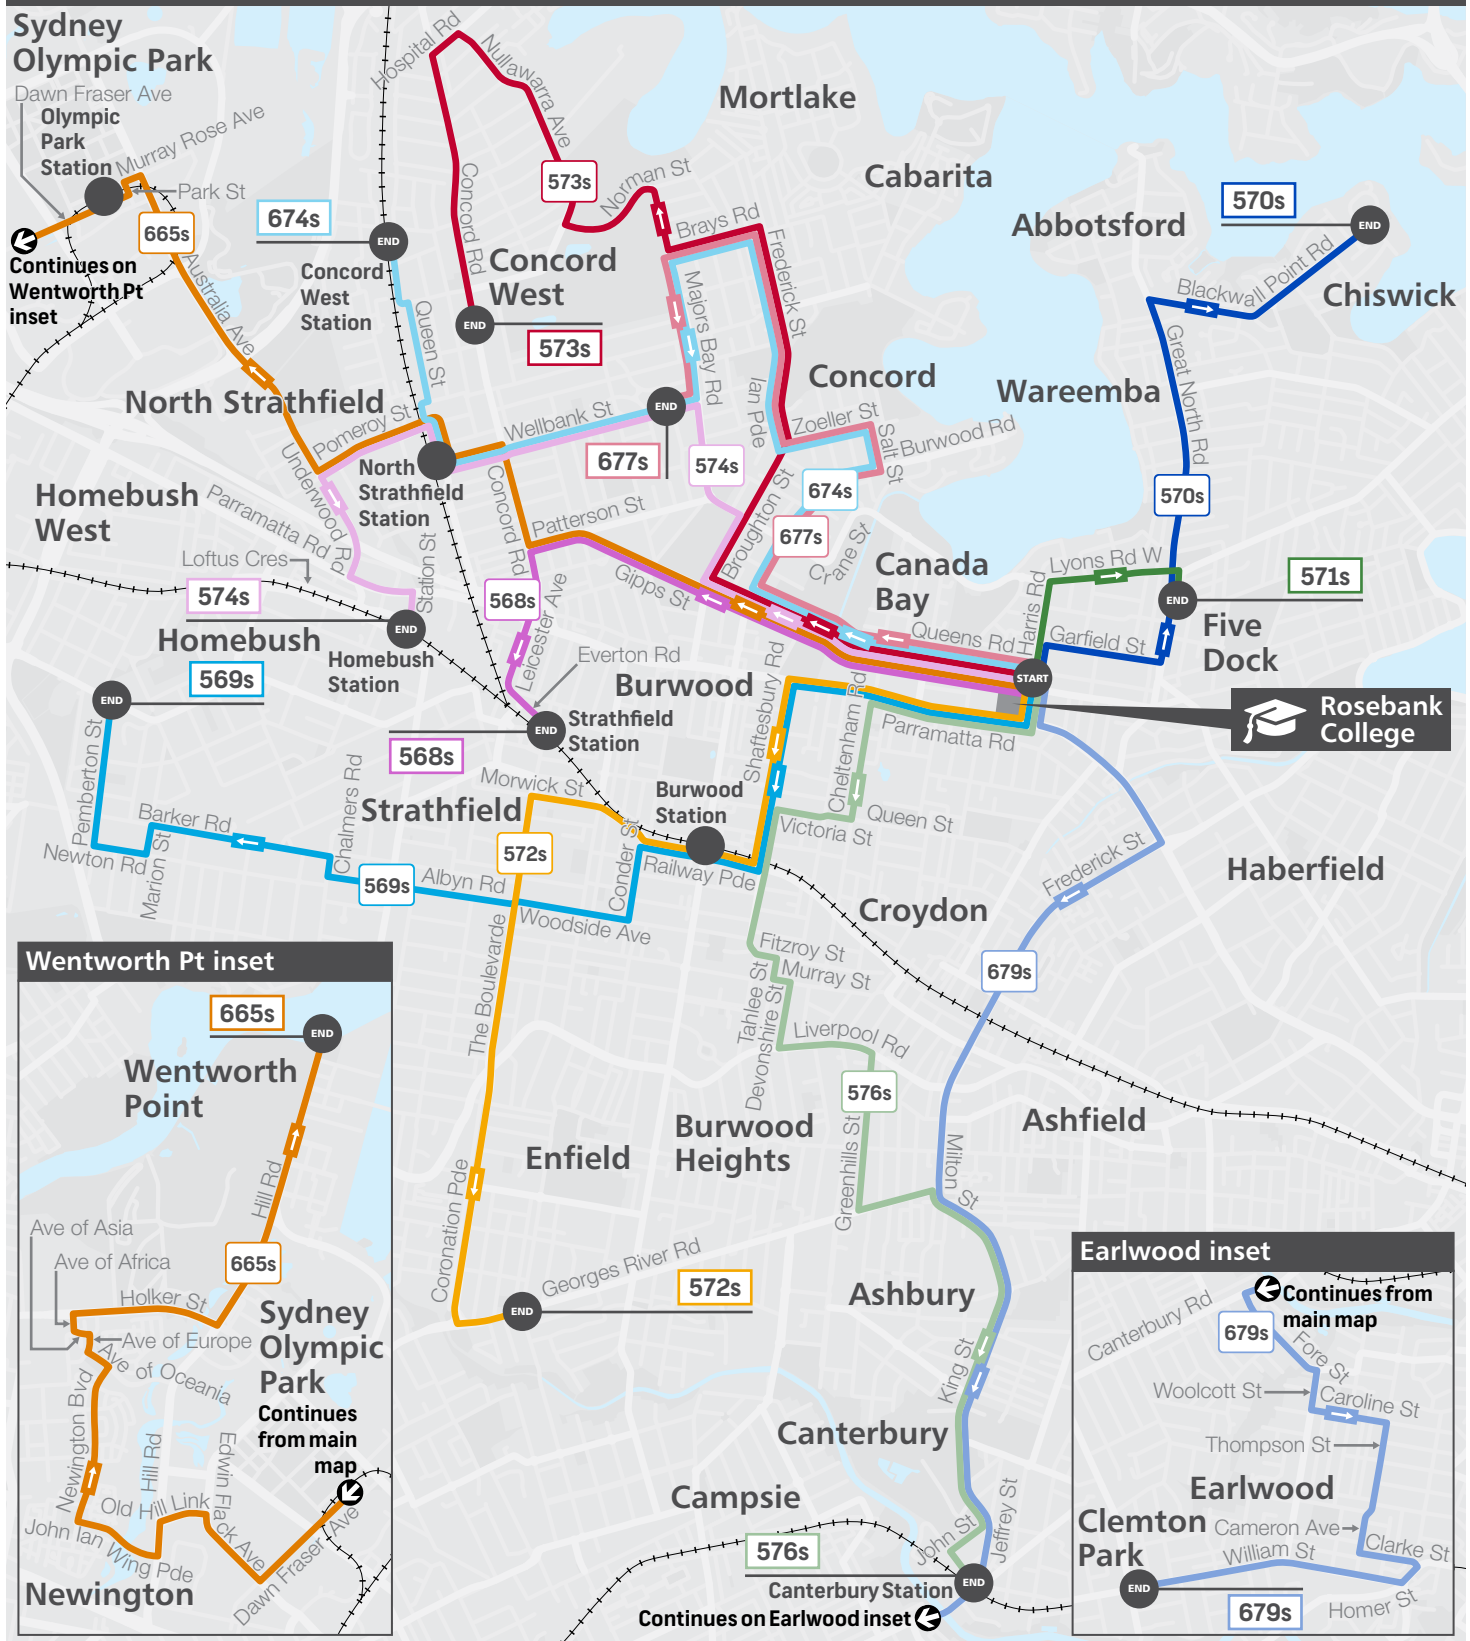 Sydney
Olympic Park
Dawn Fraser Ave
Olympic
Park
Station
Murray Rose Ave
Park St
665s
Continues on
Wentworth Pt
inset
Australia Ave
674s
END
Concord
West
Station
Queen St
Hospital Rd
Nullawarra Ave
573s
Norman St
Concord Rd
Concord
West
END
573s
Mortlake
Cabarita
Brays Rd
Frederick St
Majors Bay Rd
Ian Pde
Concord
Zoeller St
Salt St
Burwood Rd
674s
677s
Crane St
Broughton St
574s
END
677s
Wellbank St
Abbotsford
570s
END
Blackwall Point Rd
Chiswick
Great North Rd
Wareemba
570s
Lyons Rd W
571s
END
Five
Dock
Garfield St
Harris Rd
Canada
Bay
Queens Rd
START
Rosebank
College
North Strathfield
Pomeroy St
North
Strathfield
Station
Underwood Rd
Homebush
West
Parramatta Rd
Loftus Cres
574s
Station St
END
Homebush
Homebush
Station
Concord Rd
Patterson St
Gipps St
568s
Leicester Ave
Everton Rd
Burwood
END
Strathfield
Station
568s
569s
END
Pemberton St
Newton Rd
Marion St
Barker Rd
Chalmers Rd
569s
Albyn Rd
Strathfield
Morwick St
572s
Woodside Ave
Conder St
Railway Pde
Burwood
Station
Shaftesbury Rd
Cheltenham Rd
Parramatta Rd
Queen St
Victoria St
Frederick St
Haberfield
Croydon
679s
Fitzroy St
Murray St
Tahlee St
Devonshire St
Liverpool Rd
576s
Greenhills St
Burwood
Heights
Ashfield
Milton St
The Boulevarde
Enfield
Coronation Pde
Georges River Rd
END
572s
Ashbury
King St
Canterbury
Campsie
576s
John St
Jeffrey St
END
Canterbury Station
Continues on Earlwood inset
Wentworth Pt inset
665s
END
Wentworth
Point
Hill Rd
665s
Ave of Asia
Ave of Africa
Holker St
Ave of Europe
Ave of Oceania
Sydney
Olympic
Park
Continues
from main
map
Newington Bvd
Hill Rd
Edwin Flack Ave
Old Hill Link
John Ian Wing Pde
Dawn Fraser Ave
Newington
Earlwood inset
Continues from
main map
Canterbury Rd
679s
Fore St
Woolcott St
Caroline St
Thompson St
Earlwood
Clemton
Park
Cameron Ave
Clarke St
William St
END
679s
Homer St